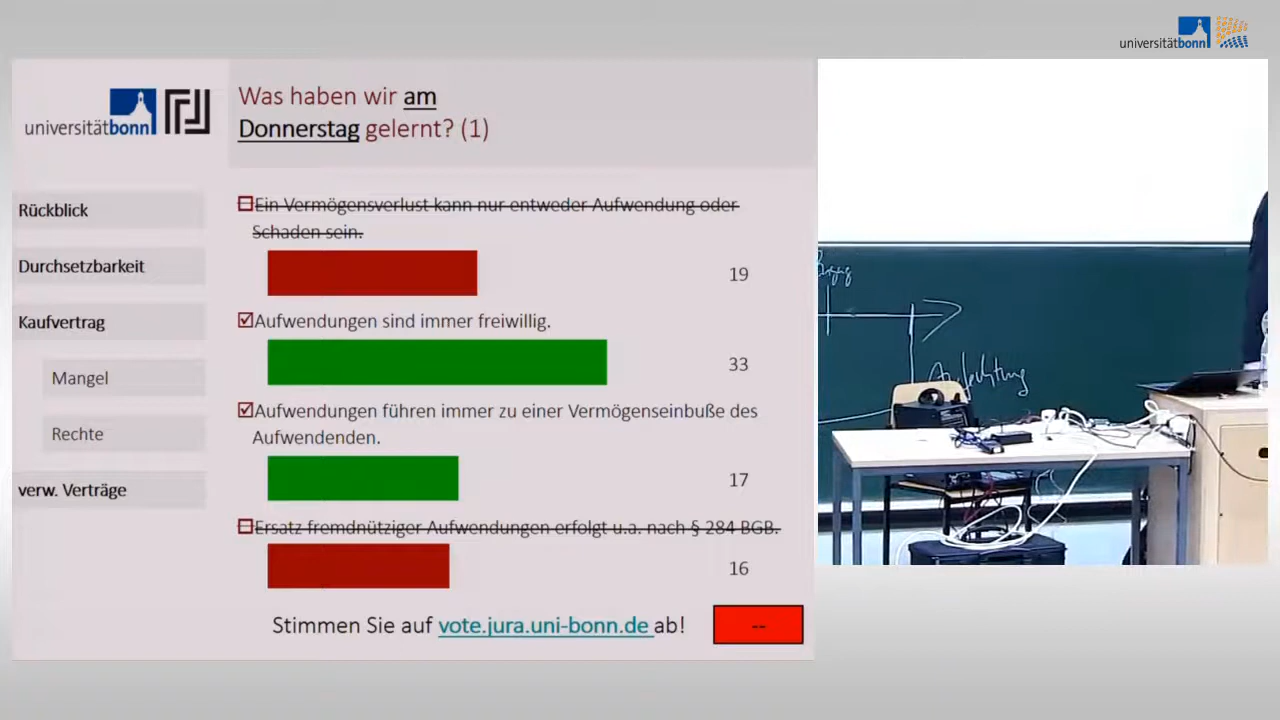 universitätbonn
universitätbonn
Was haben wir am
Donnerstag gelernt? (1)
Rückblick
Durchsetzbarkeit
Kaufvertrag
Mangel
Rechte
verw. Verträge
Ein Vermögensverlust kann nur entweder Aufwendung oder
Schaden sein.
19
Aufwendungen sind immer freiwillig.
33
Aufwendungen führen immer zu einer Vermögenseinbuße des
Aufwendenden.
17
Ersatz fremdnütziger Aufwendungen erfolgt u.a. nach § 284 BGB.
16
Stimmen Sie auf vote.jura.uni-bonn.de ab!
--
Anfechtung